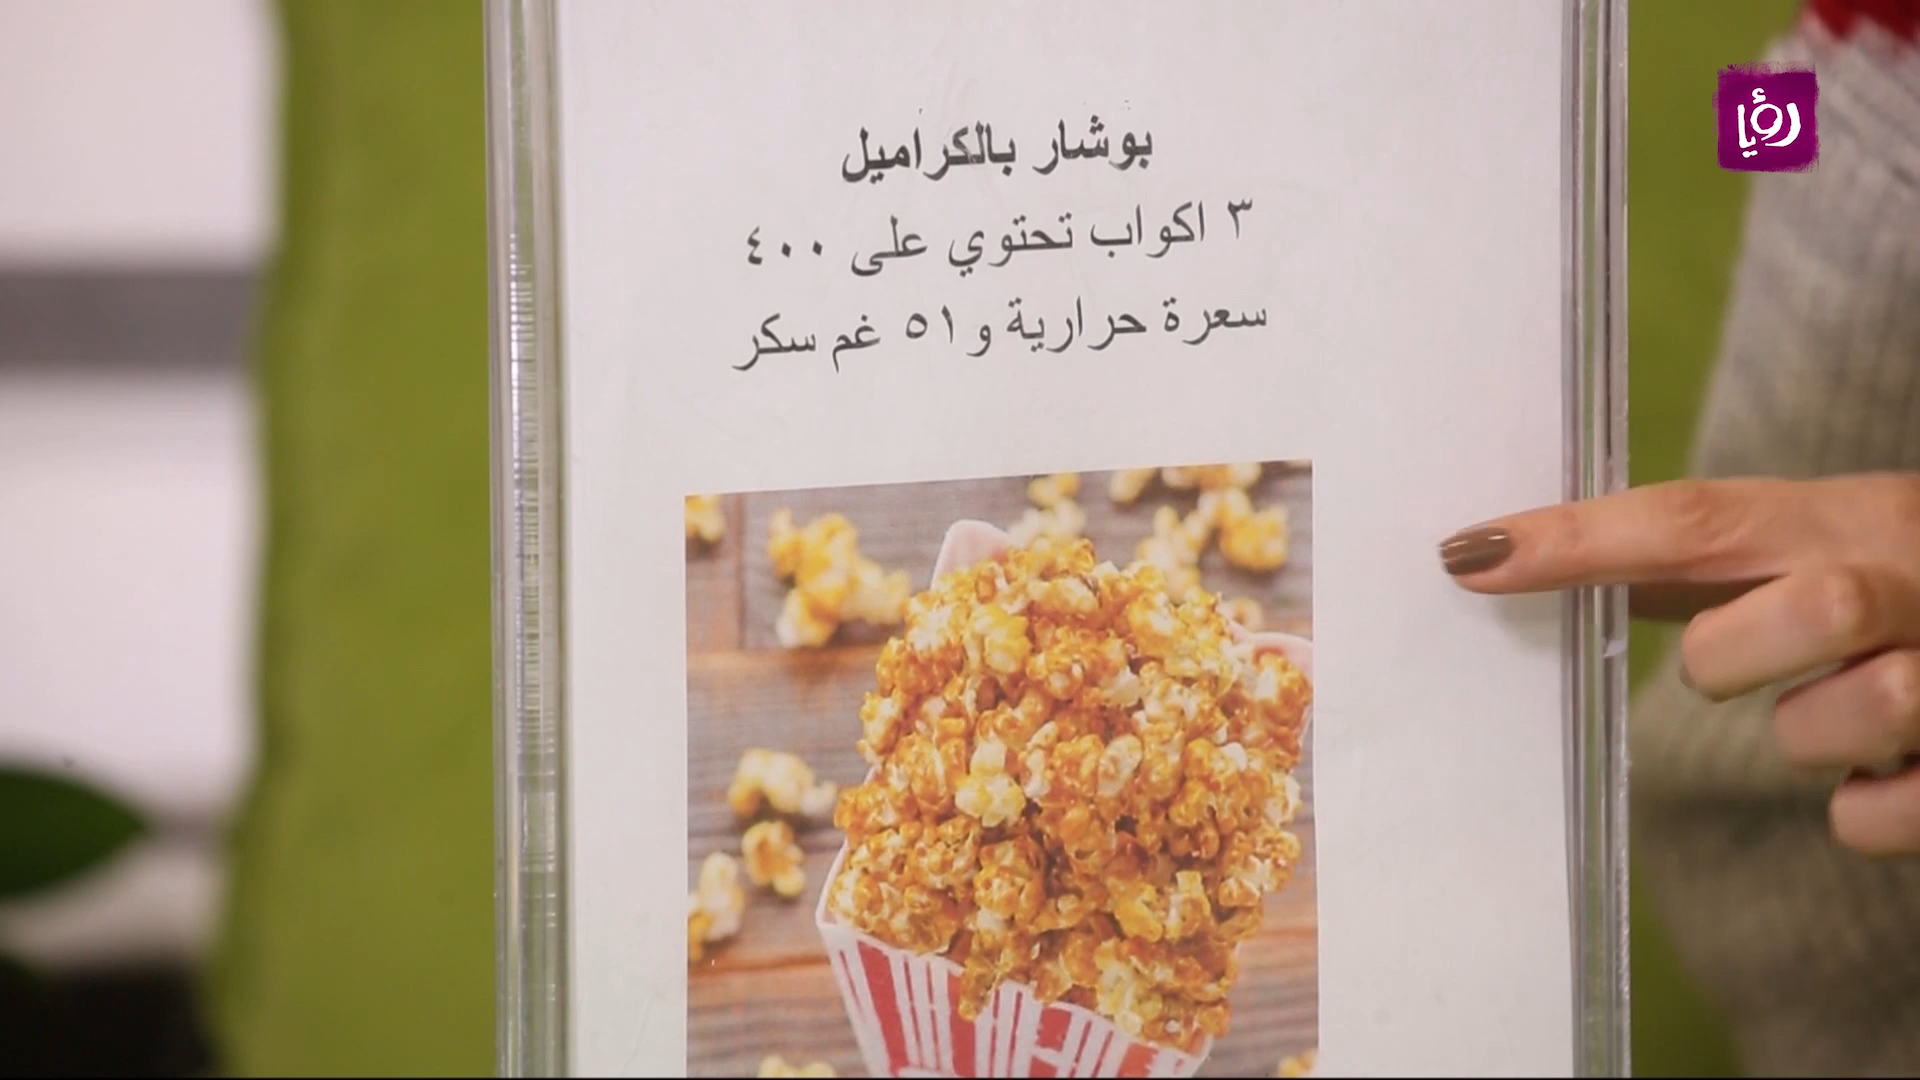 رؤيا
بوشار بالكراميل
٣ اكواب تحتوي على ٤٠٠
سعرة حرارية و٥١ غم سكر